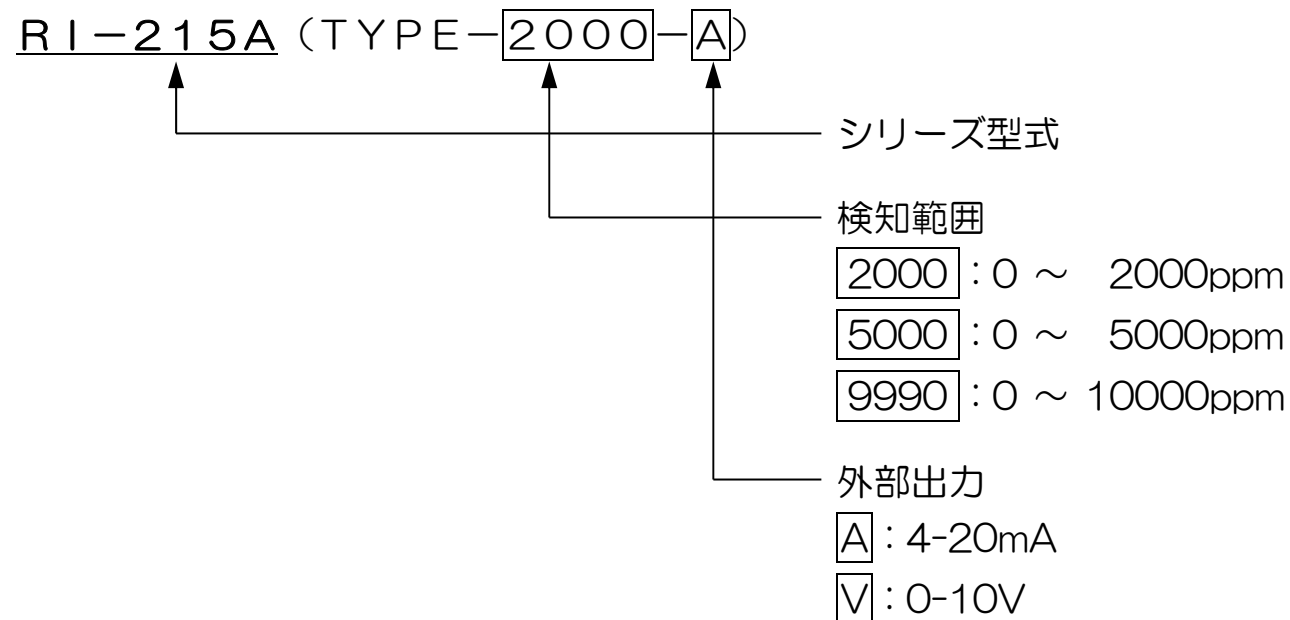 ＲＩ－２１５Ａ（ＴＹＰＥ－２０００－Ａ）
シリーズ型式
検知範囲
2000：0 ～ 2000ppm
5000：0 ～ 5000ppm
9990：0 ～ 10000ppm
外部出力
A：4-20mA
V：0-10V